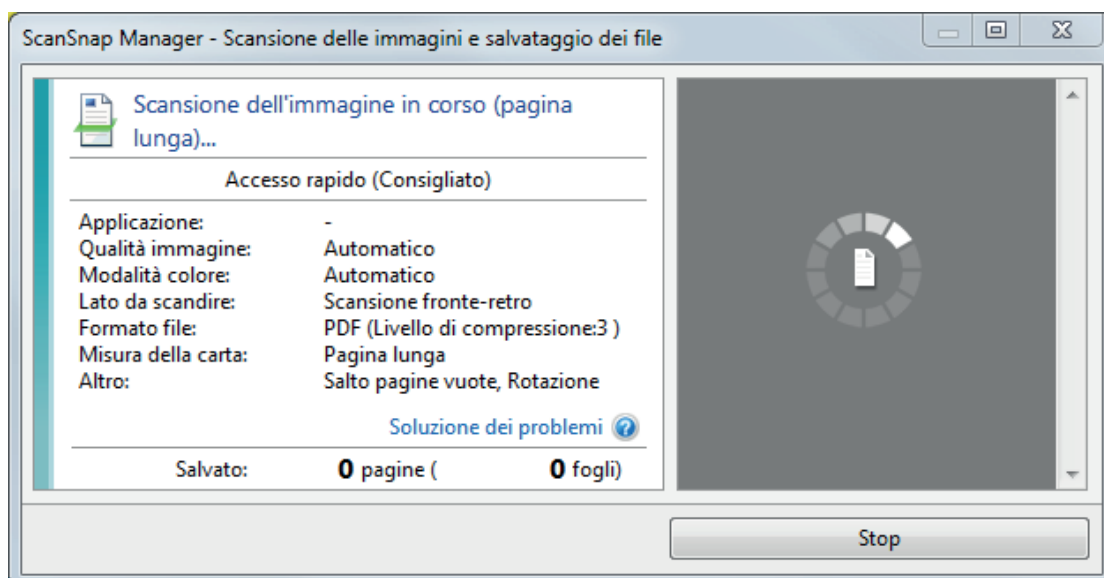 ScanSnap Manager - Scansione delle immagini e salvataggio dei file
Scansione dell'immagine in corso (pagina
lunga)...
Accesso rapido (Consigliato)
Applicazione: -
Qualità immagine: Automatico
Modalità colore: Automatico
Lato da scandire: Scansione fronte-retro
Formato file: PDF (Livello di compressione:3 )
Misura della carta: Pagina lunga
Altro: Salto pagine vuote, Rotazione
Soluzione dei problemi
Salvato: 0 pagine ( 0 fogli)
Stop